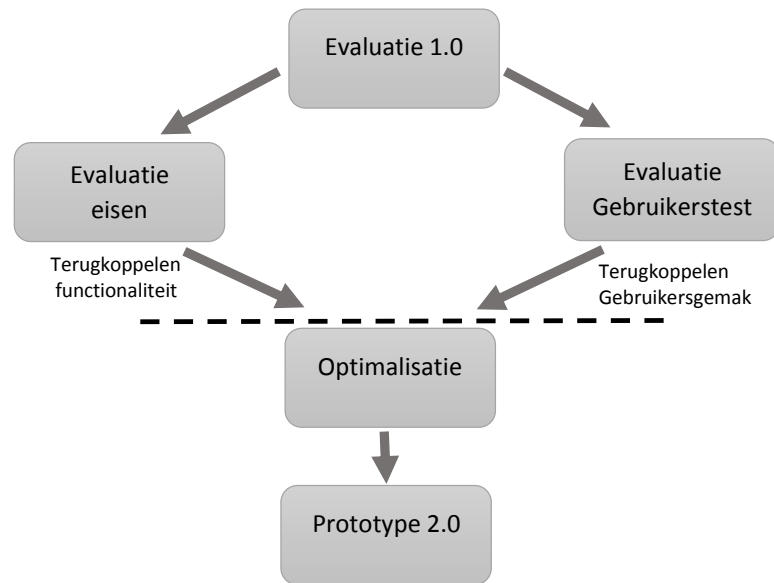 Evaluatie 1.0
Evaluatie
eisen
Evaluatie
Gebruikerstest
Terugkoppelen
functionaliteit
Terugkoppelen
Gebruikersgemak
Optimalisatie
Prototype 2.0